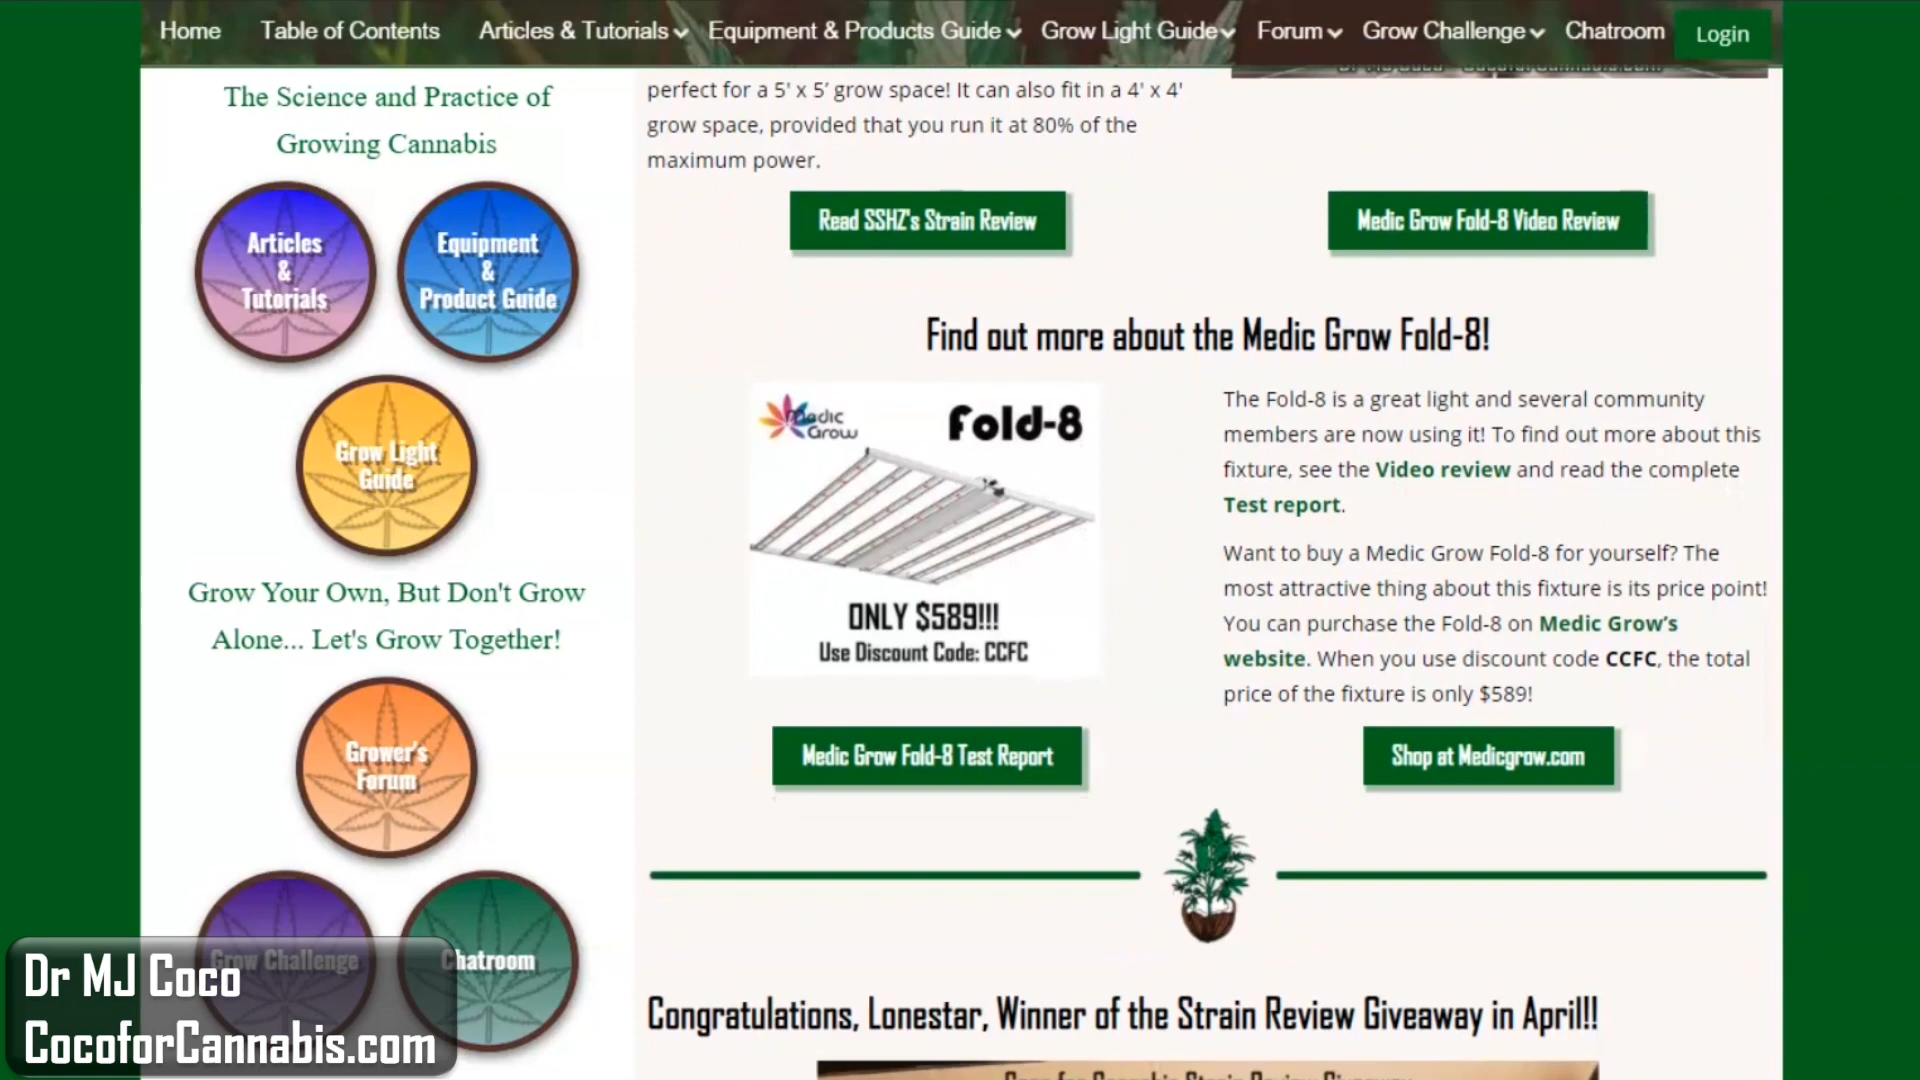 Home Table of Contents Articles & Tutorials Equipment & Products Guide Grow Light Guide Forum Grow Challenge Chatroom Login
The Science and Practice of
Growing Cannabis
Articles
&
Tutorials
Equipment
&
Product Guide
Grow Light
Guide
Grow Your Own, But Don't Grow
Alone... Let's Grow Together!
Grower's
Forum
Grow Challenge
Chatroom
perfect for a 5' x 5' grow space! It can also fit in a 4' x 4'
grow space, provided that you run it at 80% of the
maximum power.
Read SSHZ's Strain Review
Medic Grow Fold-8 Video Review
Find out more about the Medic Grow Fold-8!
Medic
Grow
Fold-8
ONLY $589!!!
Use Discount Code: CCFC
The Fold-8 is a great light and several community
members are now using it! To find out more about this
fixture, see the Video review and read the complete
Test report.
Want to buy a Medic Grow Fold-8 for yourself? The
most attractive thing about this fixture is its price point!
You can purchase the Fold-8 on Medic Grow's
website. When you use discount code CCFC, the total
price of the fixture is only $589!
Medic Grow Fold-8 Test Report
Shop at Medicgrow.com
Congratulations, Lonestar, Winner of the Strain Review Giveaway in April!!
Dr MJ Coco
CocoforCannabis.com